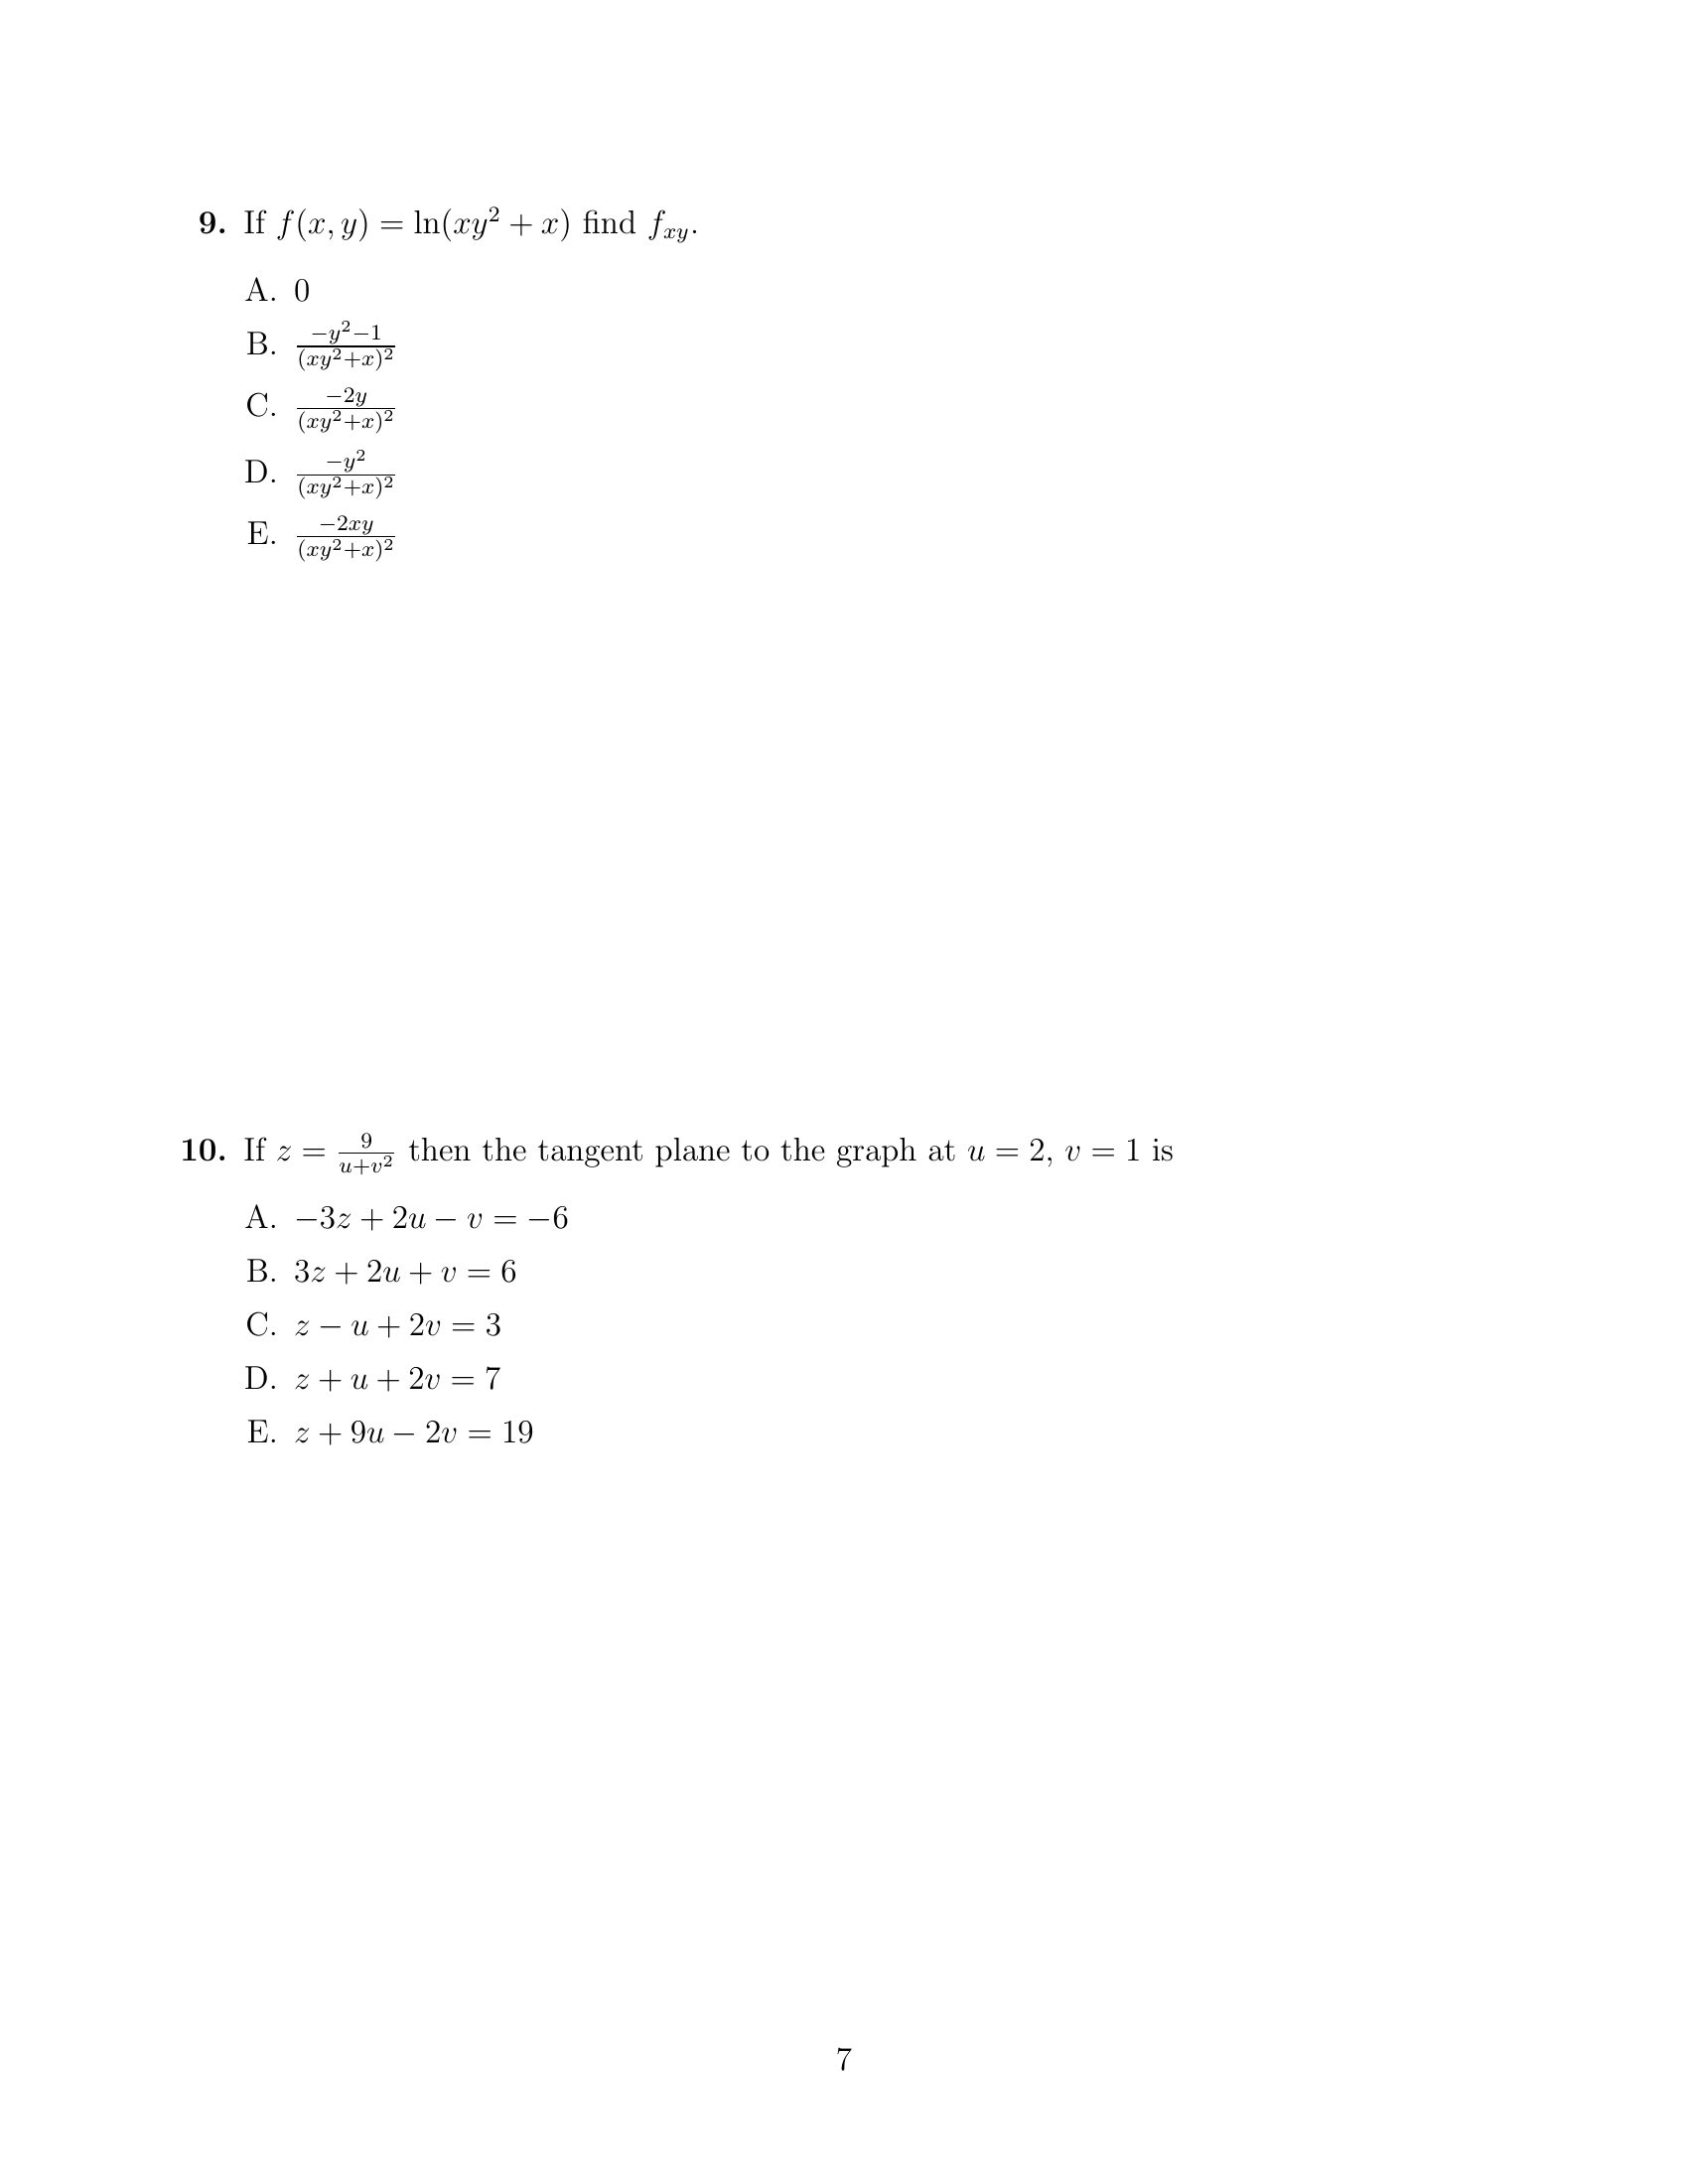 9. If $f(x, y) = \ln(xy^2 + x)$ find $f_{xy}$.
A. 0
B. $\frac{-y^2-1}{(xy^2+x)^2}$
C. $\frac{-2y}{(xy^2+x)^2}$
D. $\frac{-y^2}{(xy^2+x)^2}$
E. $\frac{-2xy}{(xy^2+x)^2}$
10. If $z = \frac{9}{u+v^2}$ then the tangent plane to the graph at $u = 2$, $v = 1$ is
A. $-3z + 2u - v = -6$
B. $3z + 2u + v = 6$
C. $z - u + 2v = 3$
D. $z + u + 2v = 7$
E. $z + 9u - 2v = 19$
7